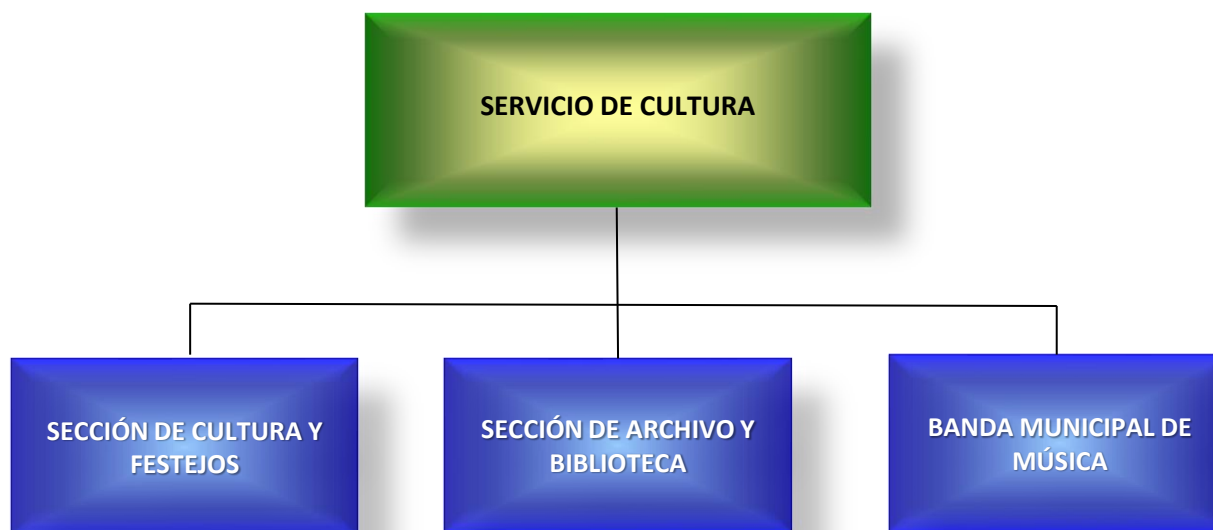 SERVICIO DE CULTURA
SECCIÓN DE CULTURA Y
FESTEJOS
SECCIÓN DE ARCHIVO Y
BIBLIOTECA
BANDA MUNICIPAL DE
MÚSICA